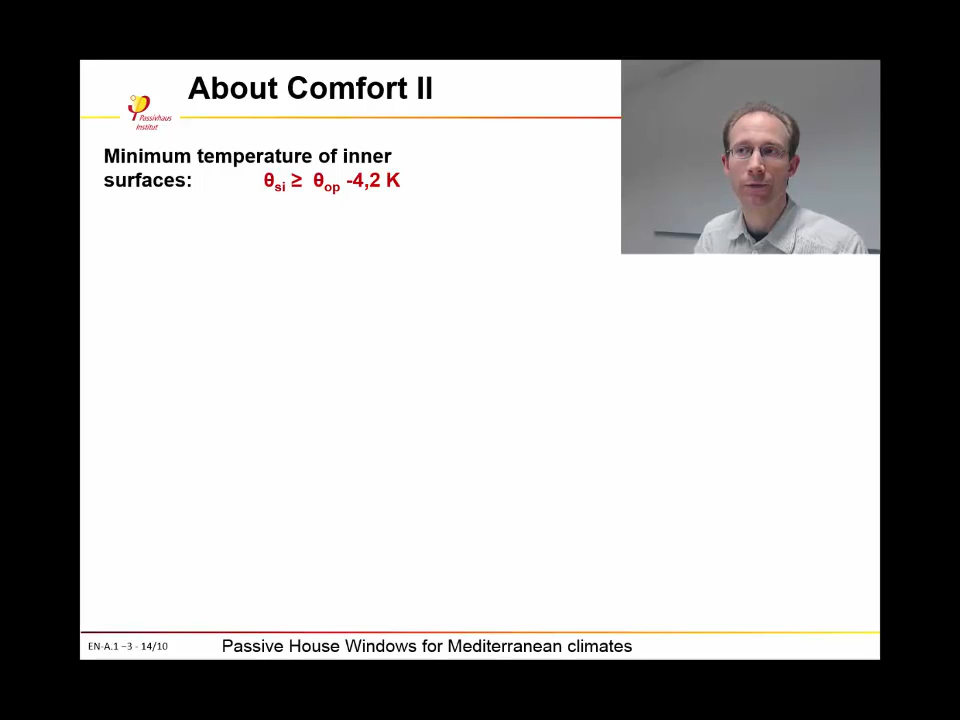 About Comfort II
Passivhaus
Institut
Minimum temperature of inner
surfaces: θsi ≥ θop -4,2 K
EN-A.1 –3 - 14/10
Passive House Windows for Mediterranean climates